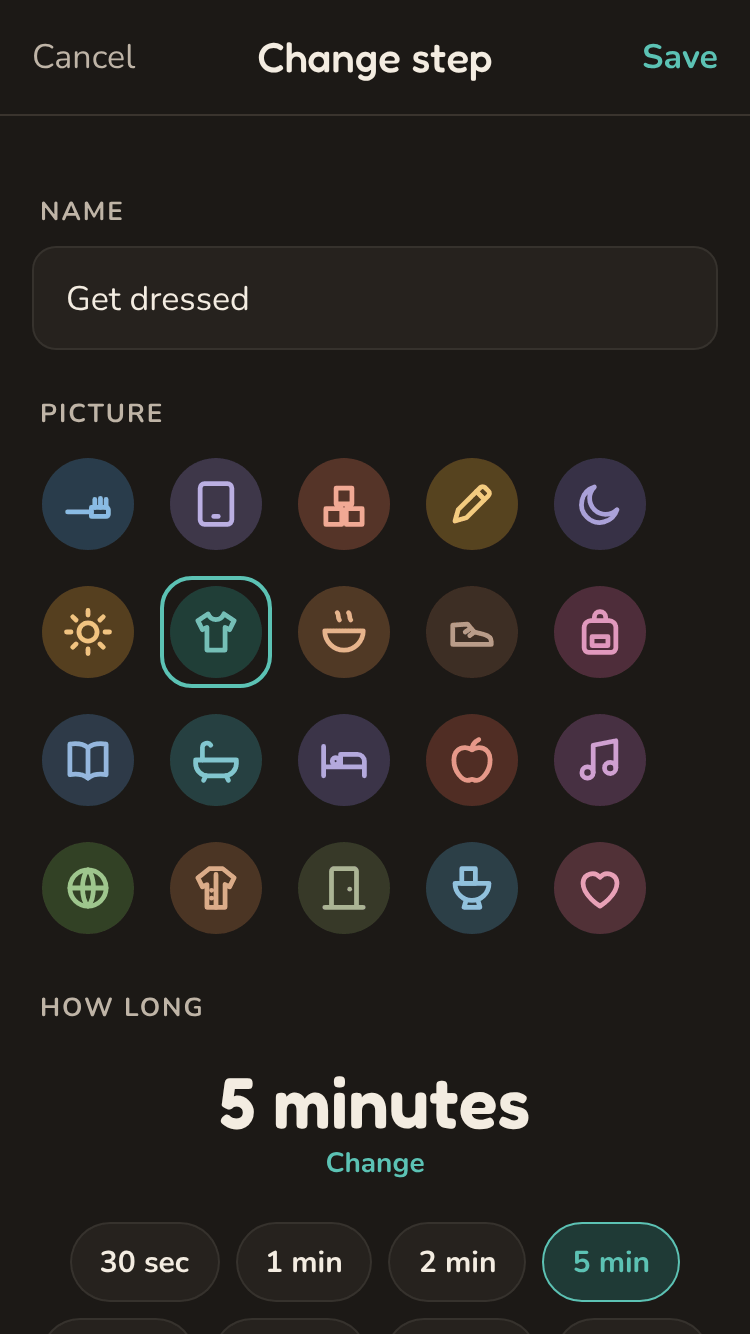 Cancel Change step Save
NAME
Get dressed
PICTURE
HOW LONG
5 minutes
Change
30 sec 1 min 2 min 5 min